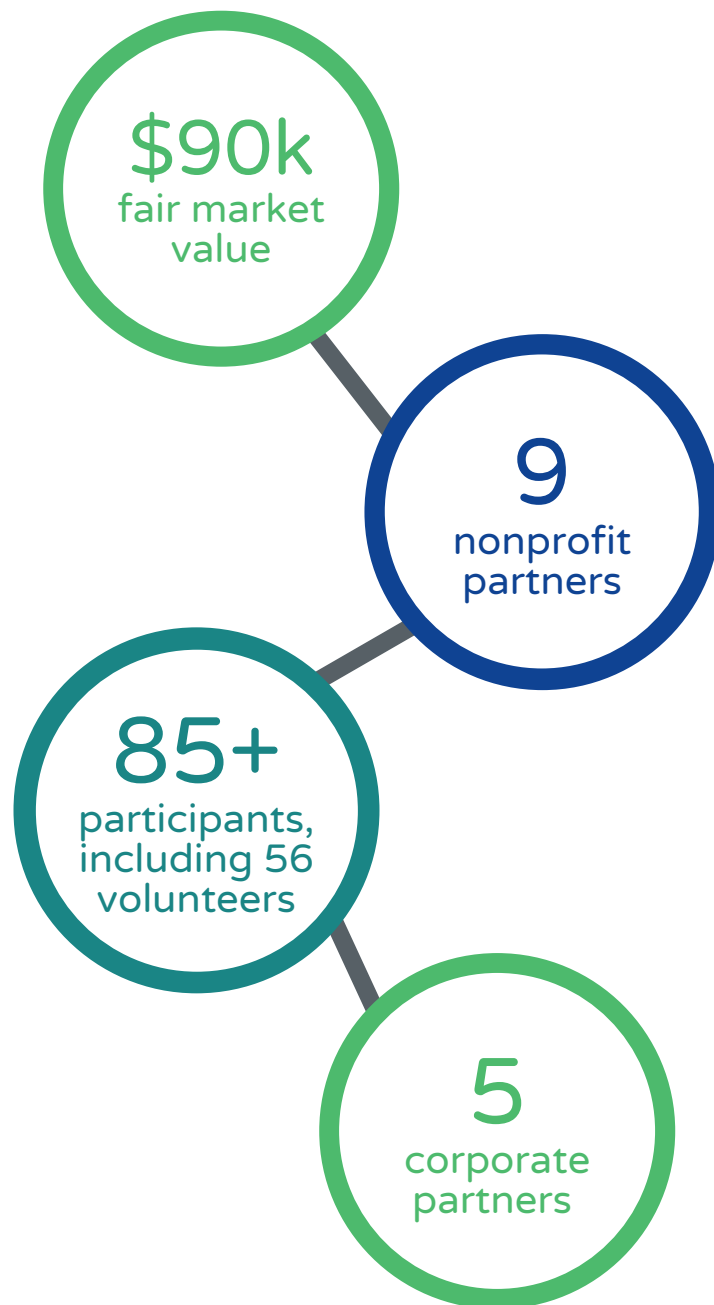 $90k
fair market
value
9
nonprofit
partners
85+
participants,
including 56
volunteers
5
corporate
partners